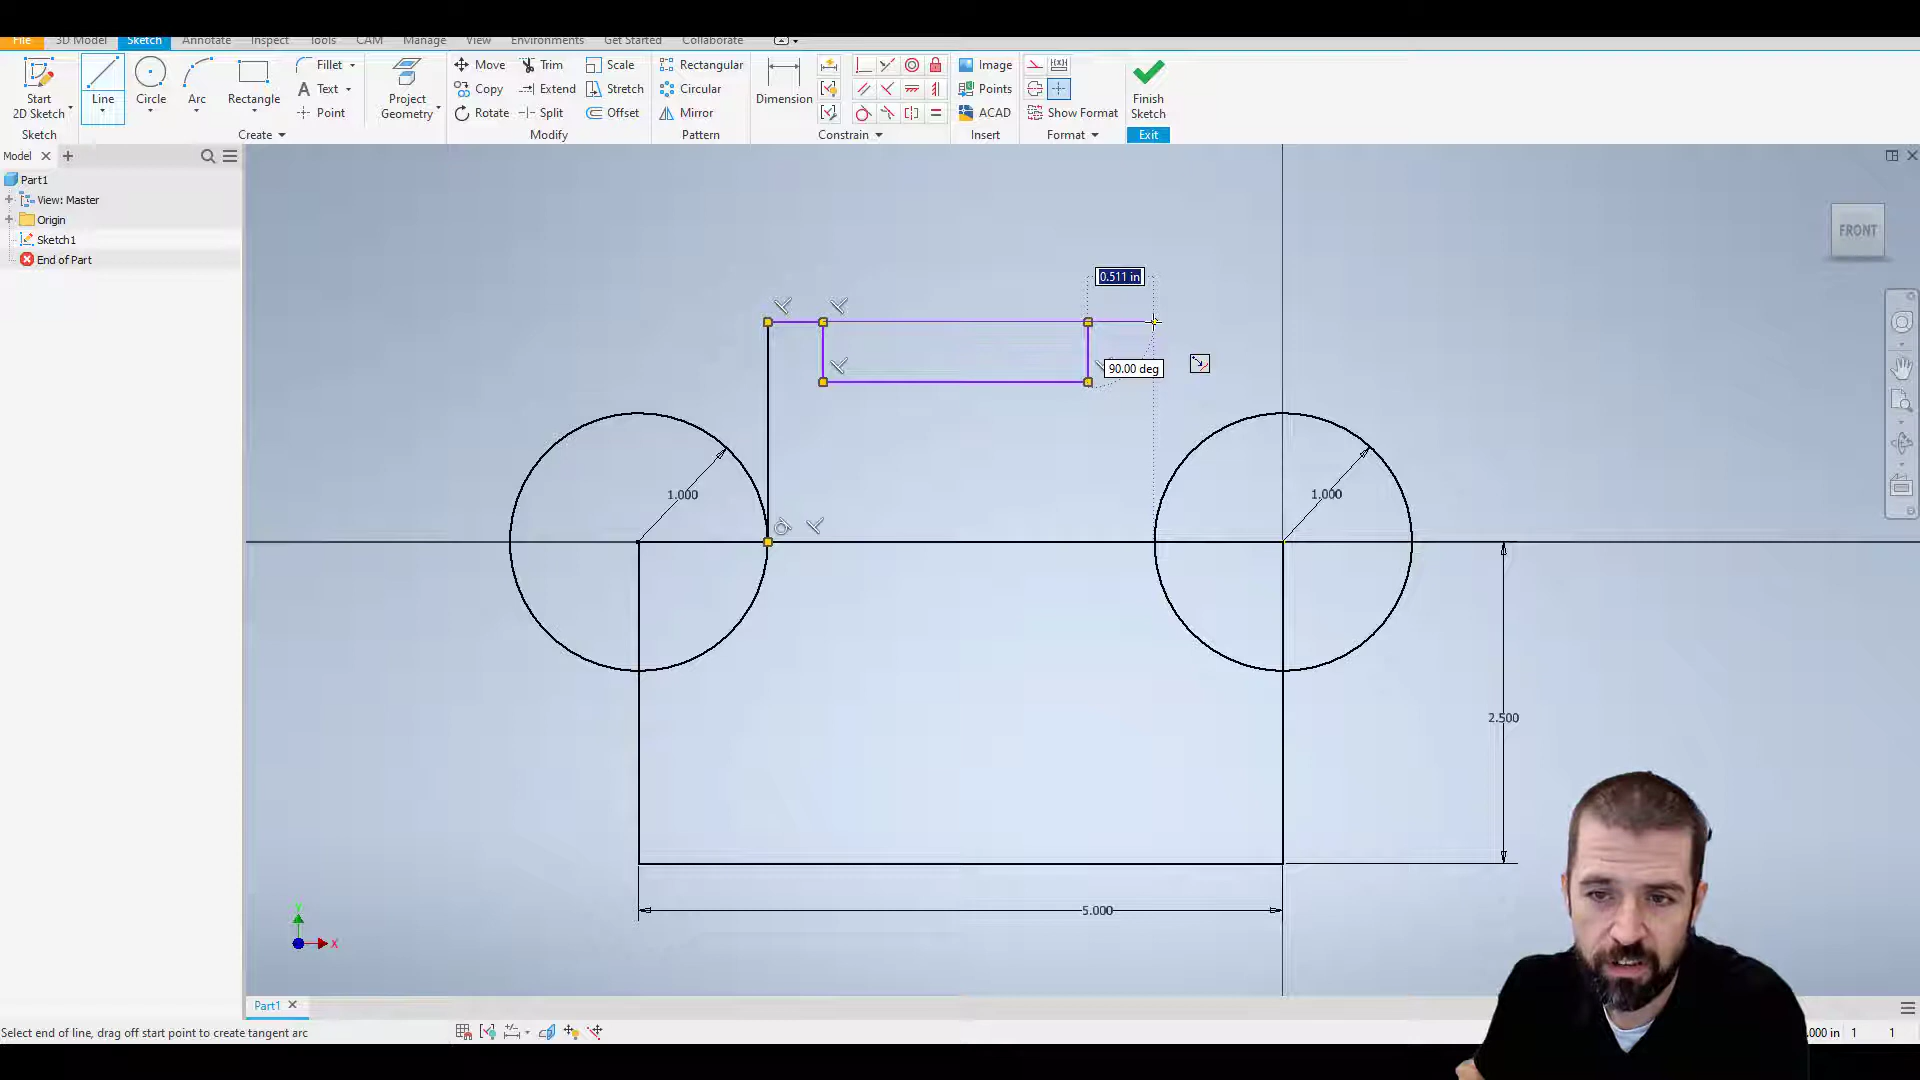 File 3D Model Sketch Annotate Inspect Tools CAM Manage View Environments Get Started Collaborate
Start 2D Sketch
Line
Circle
Arc
Rectangle
Fillet
Text
Point
Project Geometry
Move Trim Scale
Copy Extend Stretch
Rotate Split Offset
Rectangular
Circular
Mirror
Dimension
Image
Points
ACAD
Show Format
Finish Sketch
Sketch Create Modify Pattern Constrain Insert Format Exit
Model
Part1
View: Master
Origin
Sketch1
End of Part
FRONT
0.511 in
90.00 deg
1.000
1.000
2.500
5.000
Y
X
Part1
Select end of line, drag off start point to create tangent arc
.000 in 1 1